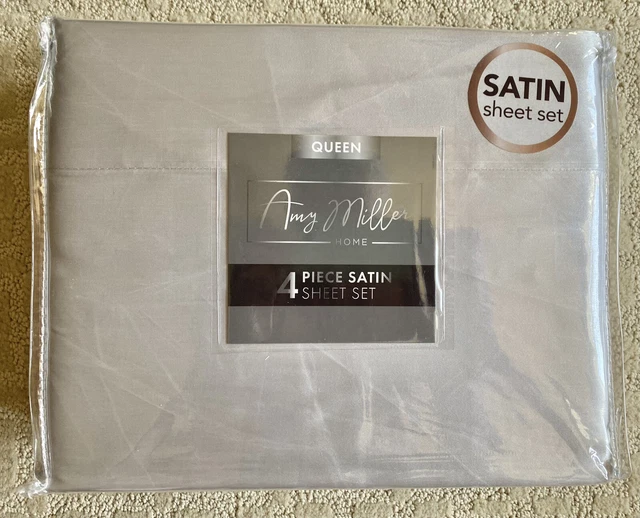 SATIN
sheet set
QUEEN
Amy Miller
HOME
4 PIECE SATIN
SHEET SET